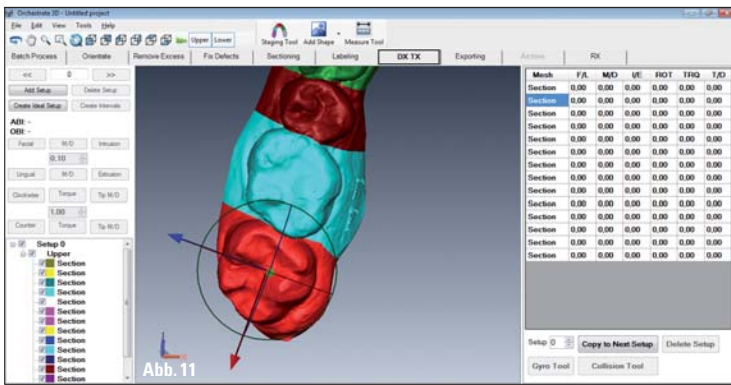 Orchestrate 3D - Untitled project
File Edit View Tools Help
Upper Lower
Staging Tool Add Shape Measure Tool
Batch Process Orientate Remove Excess Fix Defects Sectioning Labeling DX TX Exporting Archive RX
<< 0 >>
Add Setup Delete Setup
Create Ideal Setup Create Intervals
ABI: -
OBI: -
Facial M/D Intrusion
0.10
Lingual M/D Extrusion
Clockwise Torque Tip M/D
1.00
Counter Torque Tip M/D
Setup 0
Upper
Section
Section
Section
Section
Section
Section
Section
Section
Section
Section
Section
Section
Mesh F/L M/D I/E ROT TRQ T/D
Section 0,00 0,00 0,00 0,00 0,00 0,00
Section 0,00 0,00 0,00 0,00 0,00 0,00
Section 0,00 0,00 0,00 0,00 0,00 0,00
Section 0,00 0,00 0,00 0,00 0,00 0,00
Section 0,00 0,00 0,00 0,00 0,00 0,00
Section 0,00 0,00 0,00 0,00 0,00 0,00
Section 0,00 0,00 0,00 0,00 0,00 0,00
Section 0,00 0,00 0,00 0,00 0,00 0,00
Section 0,00 0,00 0,00 0,00 0,00 0,00
Section 0,00 0,00 0,00 0,00 0,00 0,00
Section 0,00 0,00 0,00 0,00 0,00 0,00
Section 0,00 0,00 0,00 0,00 0,00 0,00
Section 0,00 0,00 0,00 0,00 0,00 0,00
Section 0,00 0,00 0,00 0,00 0,00 0,00
Setup 0 Copy to Next Setup Delete Setup
Gyro Tool Collision Tool
Abb. 11